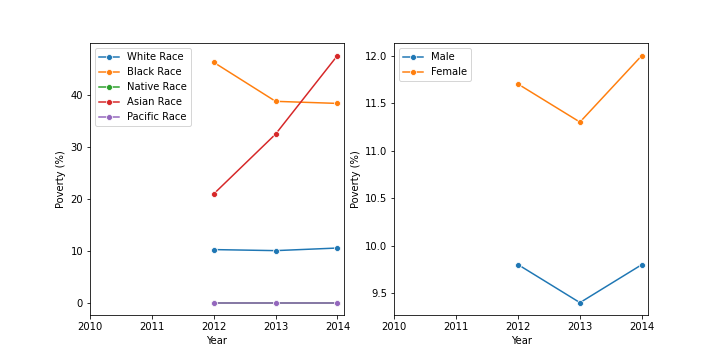 White Race
Black Race
Native Race
Asian Race
Pacific Race
Poverty (%)
40
30
20
10
0
2010 2011 2012 2013 2014
Year
Male
Female
Poverty (%)
12.0
11.5
11.0
10.5
10.0
9.5
2010 2011 2012 2013 2014
Year